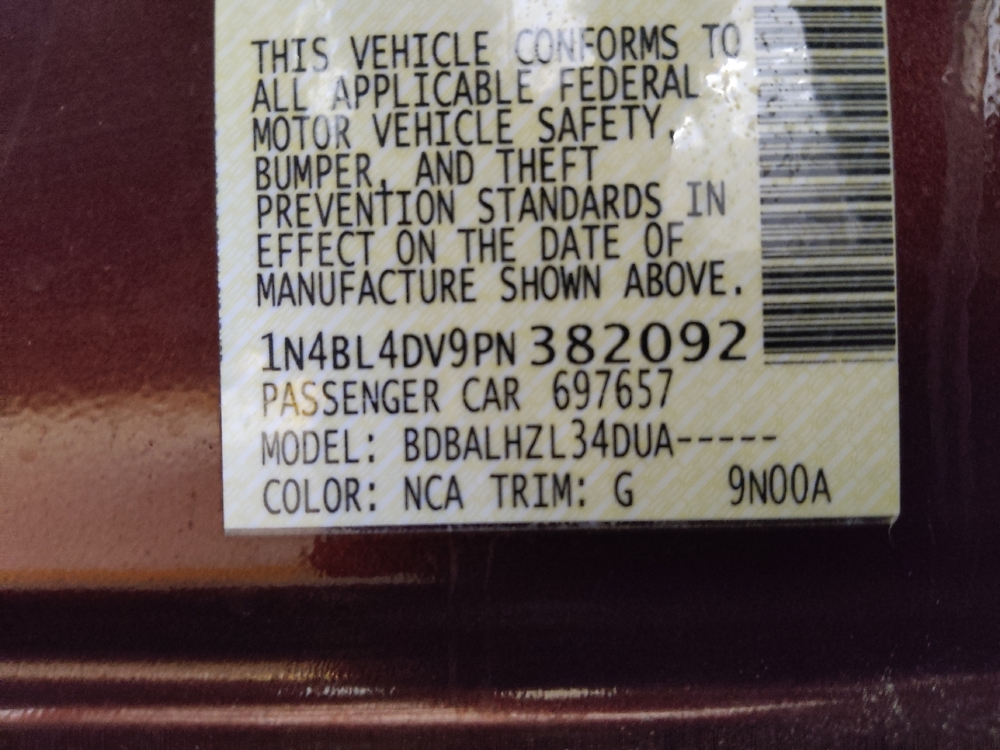 THIS VEHICLE CONFORMS TO
ALL APPLICABLE FEDERAL
MOTOR VEHICLE SAFETY,
BUMPER, AND THEFT
PREVENTION STANDARDS IN
EFFECT ON THE DATE OF
MANUFACTURE SHOWN ABOVE.
1N4BL4DV9PN382092
PASSENGER CAR 697657
MODEL: BDBALHZL34DUA-----
COLOR: NCA TRIM: G 9N00A